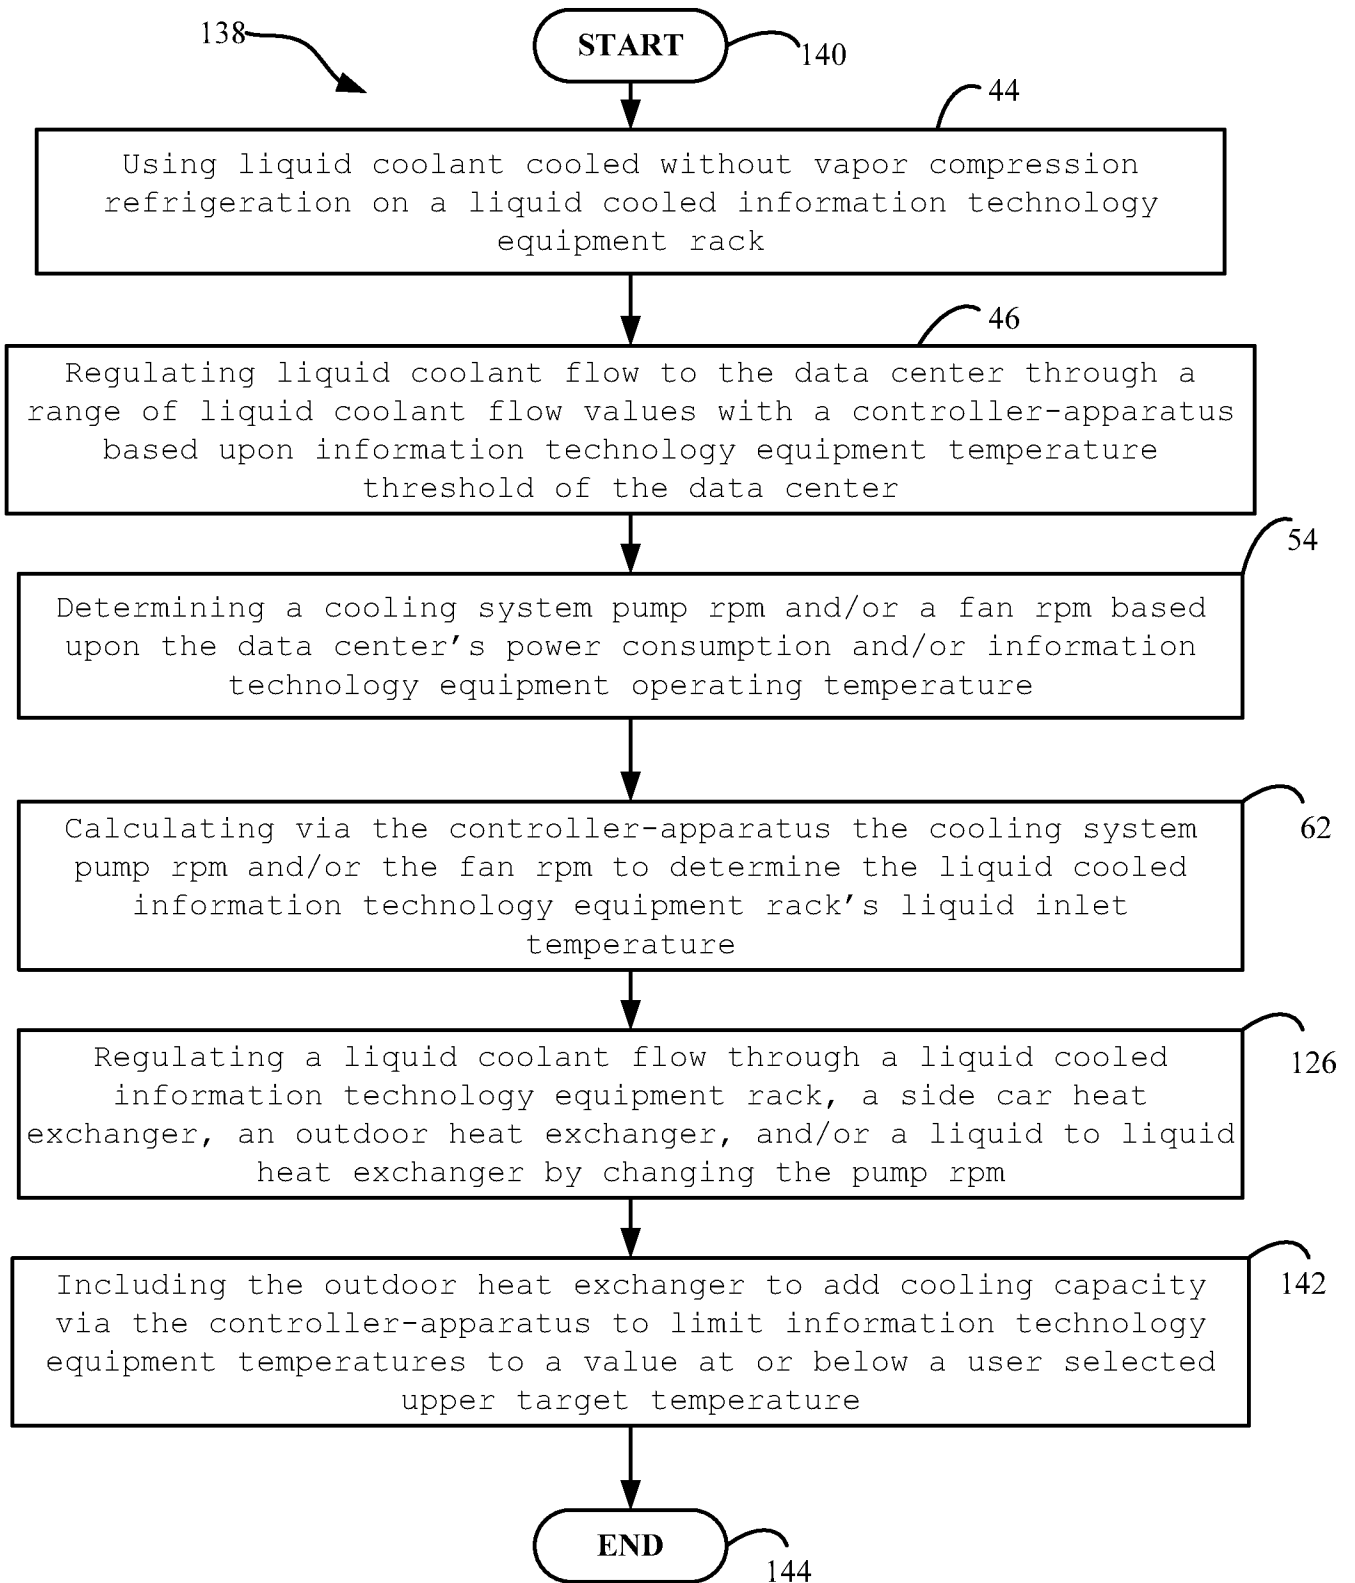 138
START
140
44
Using liquid coolant cooled without vapor compression
refrigeration on a liquid cooled information technology
equipment rack
46
Regulating liquid coolant flow to the data center through a
range of liquid coolant flow values with a controller-apparatus
based upon information technology equipment temperature
threshold of the data center
54
Determining a cooling system pump rpm and/or a fan rpm based
upon the data center’s power consumption and/or information
technology equipment operating temperature
62
Calculating via the controller-apparatus the cooling system
pump rpm and/or the fan rpm to determine the liquid cooled
information technology equipment rack’s liquid inlet
temperature
126
Regulating a liquid coolant flow through a liquid cooled
information technology equipment rack, a side car heat
exchanger, an outdoor heat exchanger, and/or a liquid to liquid
heat exchanger by changing the pump rpm
142
Including the outdoor heat exchanger to add cooling capacity
via the controller-apparatus to limit information technology
equipment temperatures to a value at or below a user selected
upper target temperature
END
144